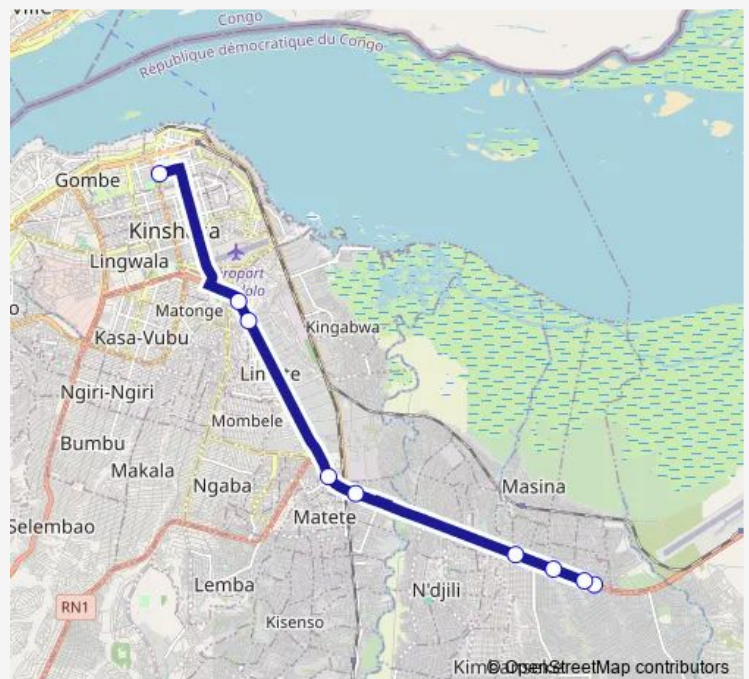 Congo
République démocratique du Congo
Gombe
Kinshasa
Lingwala
Matonge
Kingabwa
Kasa-Vubu
Limete
Ngiri-Ngiri
Mombele
Bumbu
Makala
Ngaba
Masina
Selembao
Matete
Lemba
N'djili
RN1
Kisenso
© OpenStreetMap contributors